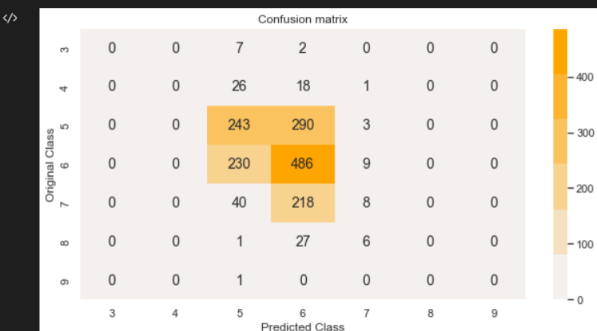 </>
Confusion matrix
3 0 0 7 2 0 0 0
4 0 0 26 18 1 0 0
5 0 0 243 290 3 0 0
6 0 0 230 486 9 0 0
7 0 0 40 218 8 0 0
8 0 0 1 27 6 0 0
9 0 0 1 0 0 0 0
3 4 5 6 7 8 9
Original Class
Predicted Class
400
300
200
100
0